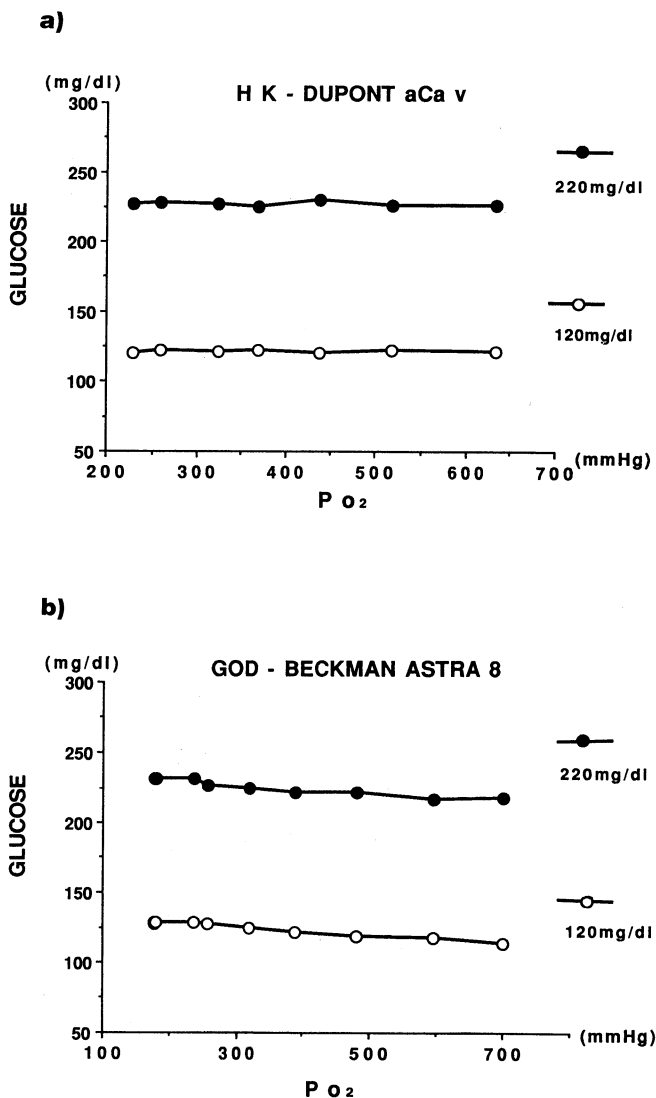 a)
(mg/dl)
H K - DUPONT aCa v
300
250
200
150
100
50
GLUCOSE
220mg/dl
120mg/dl
200 300 400 500 600 700 (mmHg)
P O₂
b)
(mg/dl)
GOD - BECKMAN ASTRA 8
300
250
200
150
100
50
GLUCOSE
220mg/dl
120mg/dl
100 300 500 700 (mmHg)
P O₂